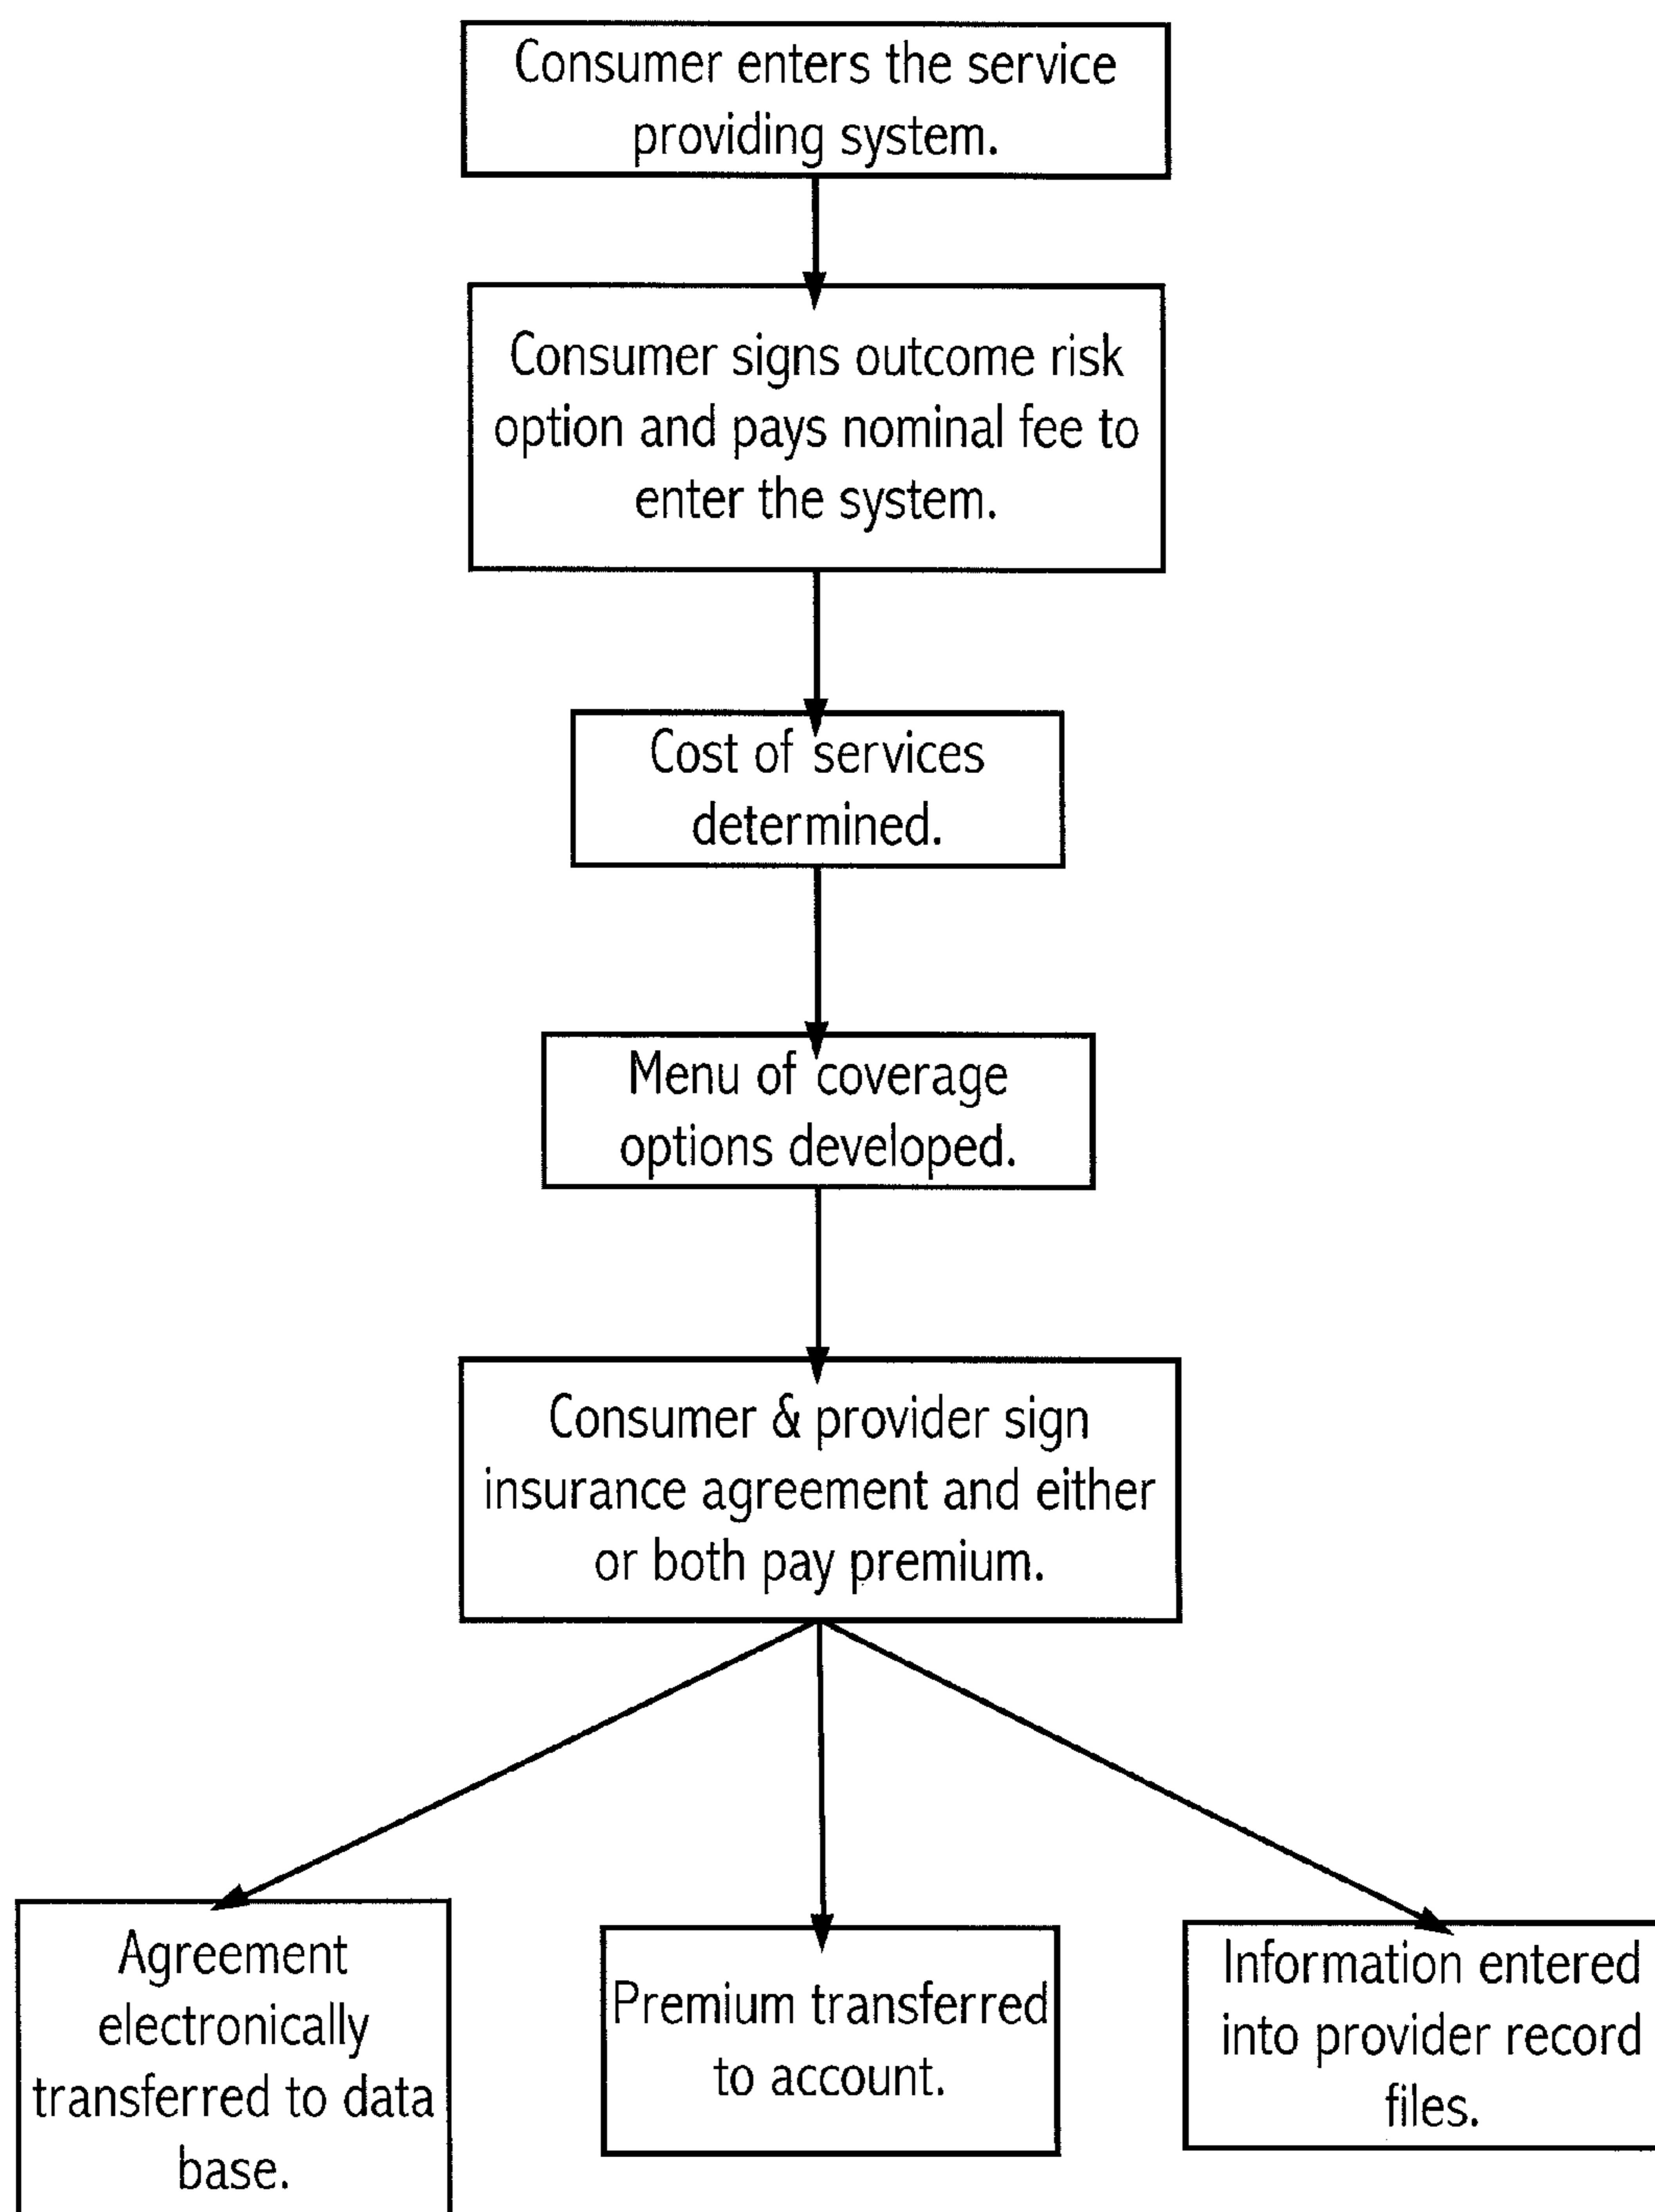 Consumer enters the service
providing system.
Consumer signs outcome risk
option and pays nominal fee to
enter the system.
Cost of services
determined.
Menu of coverage
options developed.
Consumer & provider sign
insurance agreement and either
or both pay premium.
Agreement
electronically
transferred to data
base.
Premium transferred
to account.
Information entered
into provider record
files.